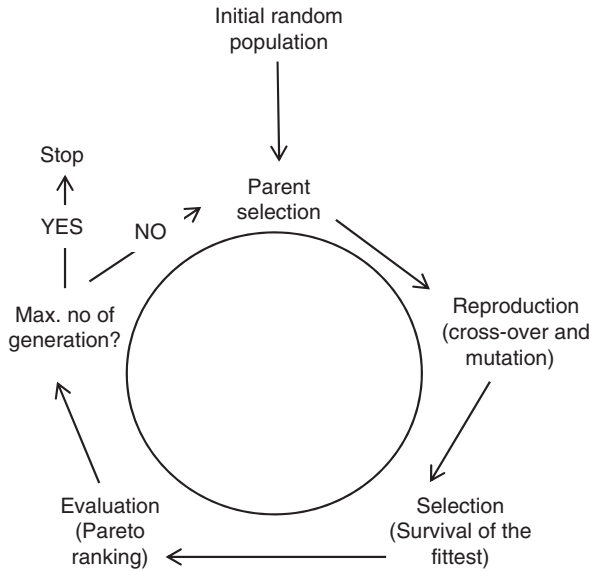 Initial random
population
Parent
selection
Stop
YES
NO
Max. no of
generation?
Reproduction
(cross-over and
mutation)
Selection
(Survival of the
fittest)
Evaluation
(Pareto
ranking)